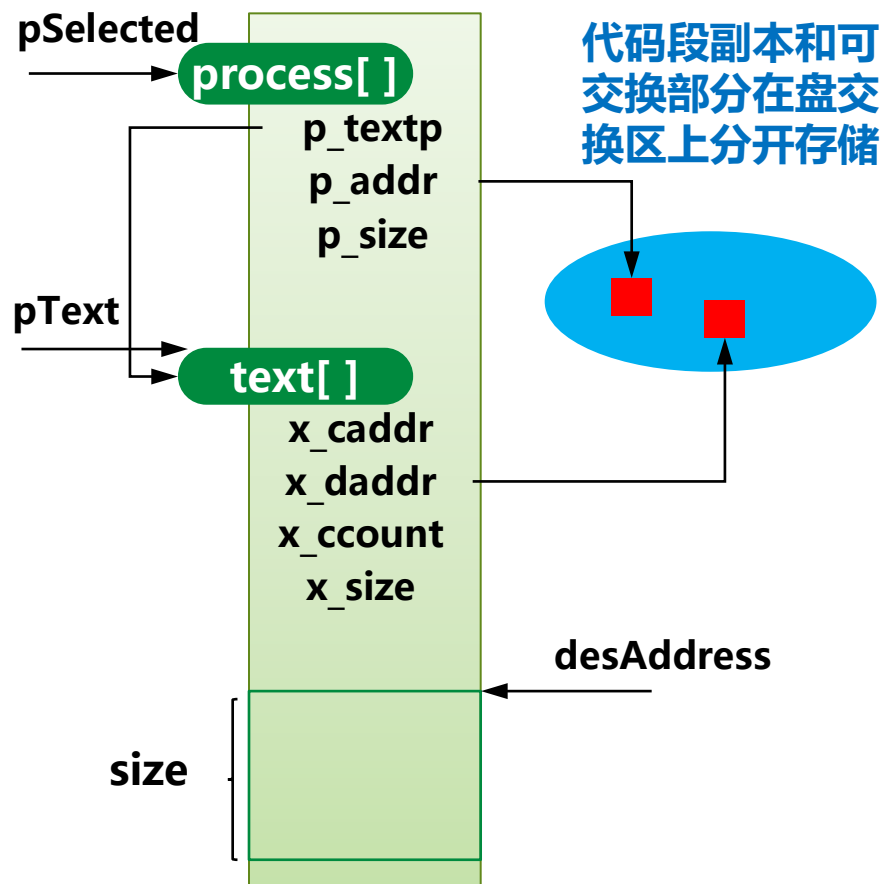 pSelected
process[ ]
代码段副本和可
交换部分在盘交
换区上分开存储
p_textp
p_addr
p_size
pText
text[ ]
x_caddr
x_daddr
x_ccount
x_size
desAddress
size